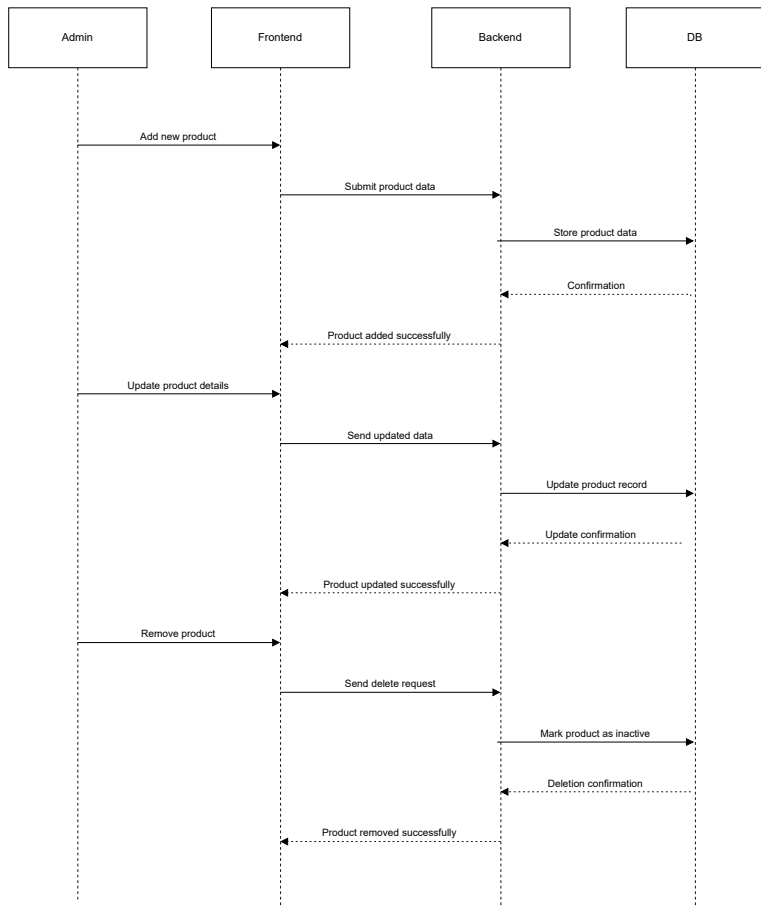 Admin
Frontend
Backend
DB
Add new product
Submit product data
Store product data
Confirmation
Product added successfully
Update product details
Send updated data
Update product record
Update confirmation
Product updated successfully
Remove product
Send delete request
Mark product as inactive
Deletion confirmation
Product removed successfully